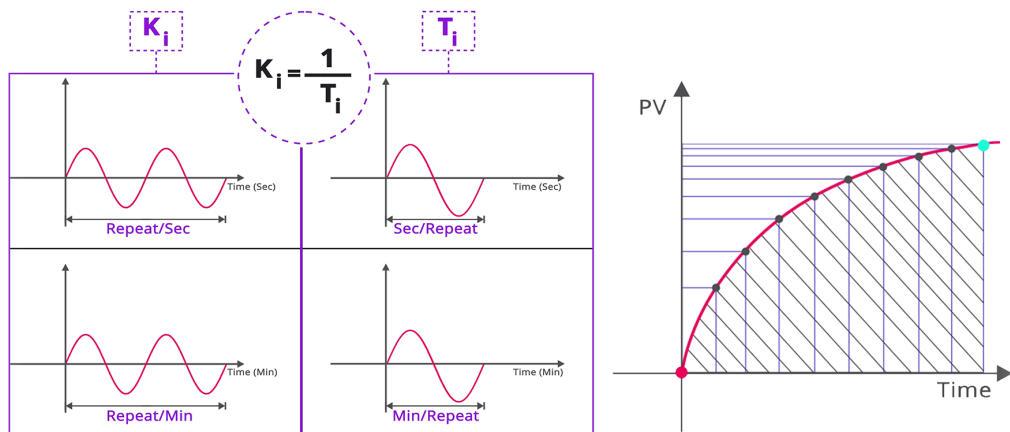 Ki
Ti
Ki = 1/Ti
Time (Sec)
Repeat/Sec
Time (Sec)
Sec/Repeat
Time (Min)
Repeat/Min
Time (Min)
Min/Repeat
PV
Time